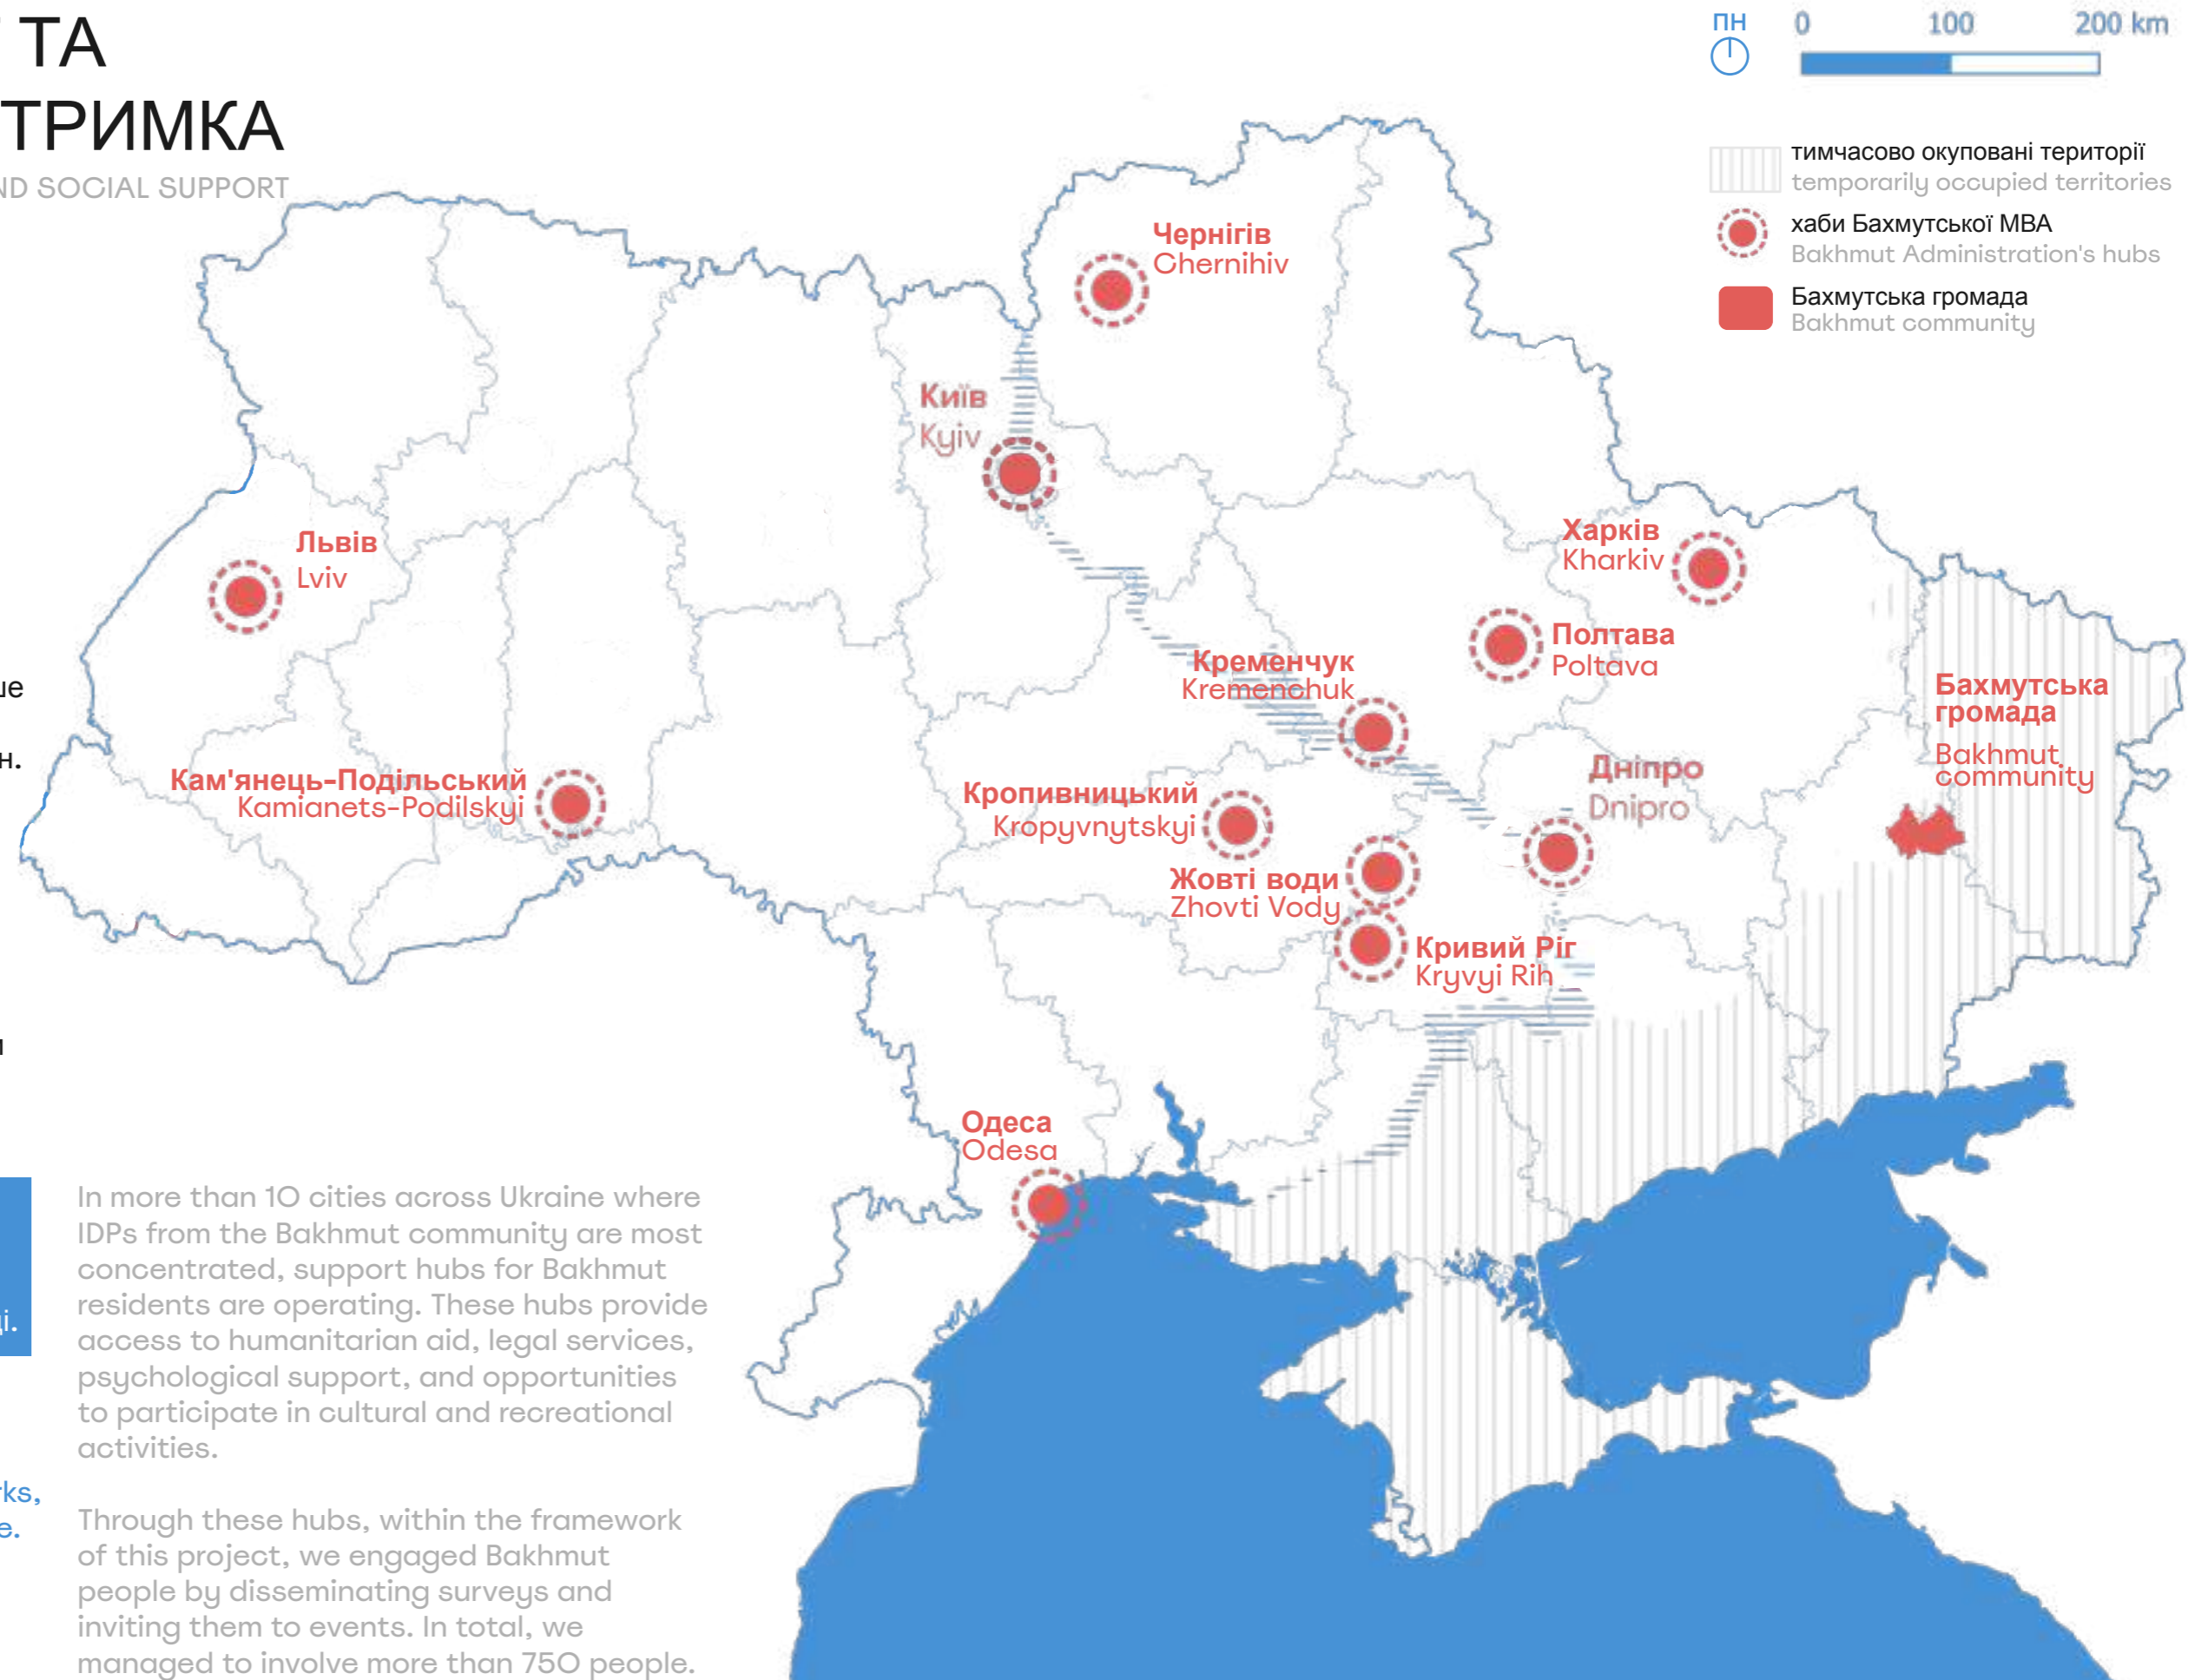 ТА
ТРИМКА
ND SOCIAL SUPPORT
ПН
0 100 200 km
тимчасово окуповані території
temporarily occupied territories
хаби Бахмутської МВА
Bakhmut Administration's hubs
Бахмутська громада
Bakhmut community
Чернігів
Chernihiv
Київ
Kyiv
Львів
Lviv
Харків
Kharkiv
Полтава
Poltava
Кременчук
Kremenchuk
Бахмутська
громада
Bakhmut
community
Кам'янець-Подільський
Kamianets-Podilskyi
Кропивницький
Kropyvnytskyi
Дніпро
Dnipro
Жовті води
Zhovti Vody
Кривий Ріг
Kryvyi Rih
Одеса
Odesa
ше
н.
і.
rks,
e.
In more than 10 cities across Ukraine where
IDPs from the Bakhmut community are most
concentrated, support hubs for Bakhmut
residents are operating. These hubs provide
access to humanitarian aid, legal services,
psychological support, and opportunities
to participate in cultural and recreational
activities.
Through these hubs, within the framework
of this project, we engaged Bakhmut
people by disseminating surveys and
inviting them to events. In total, we
managed to involve more than 750 people.